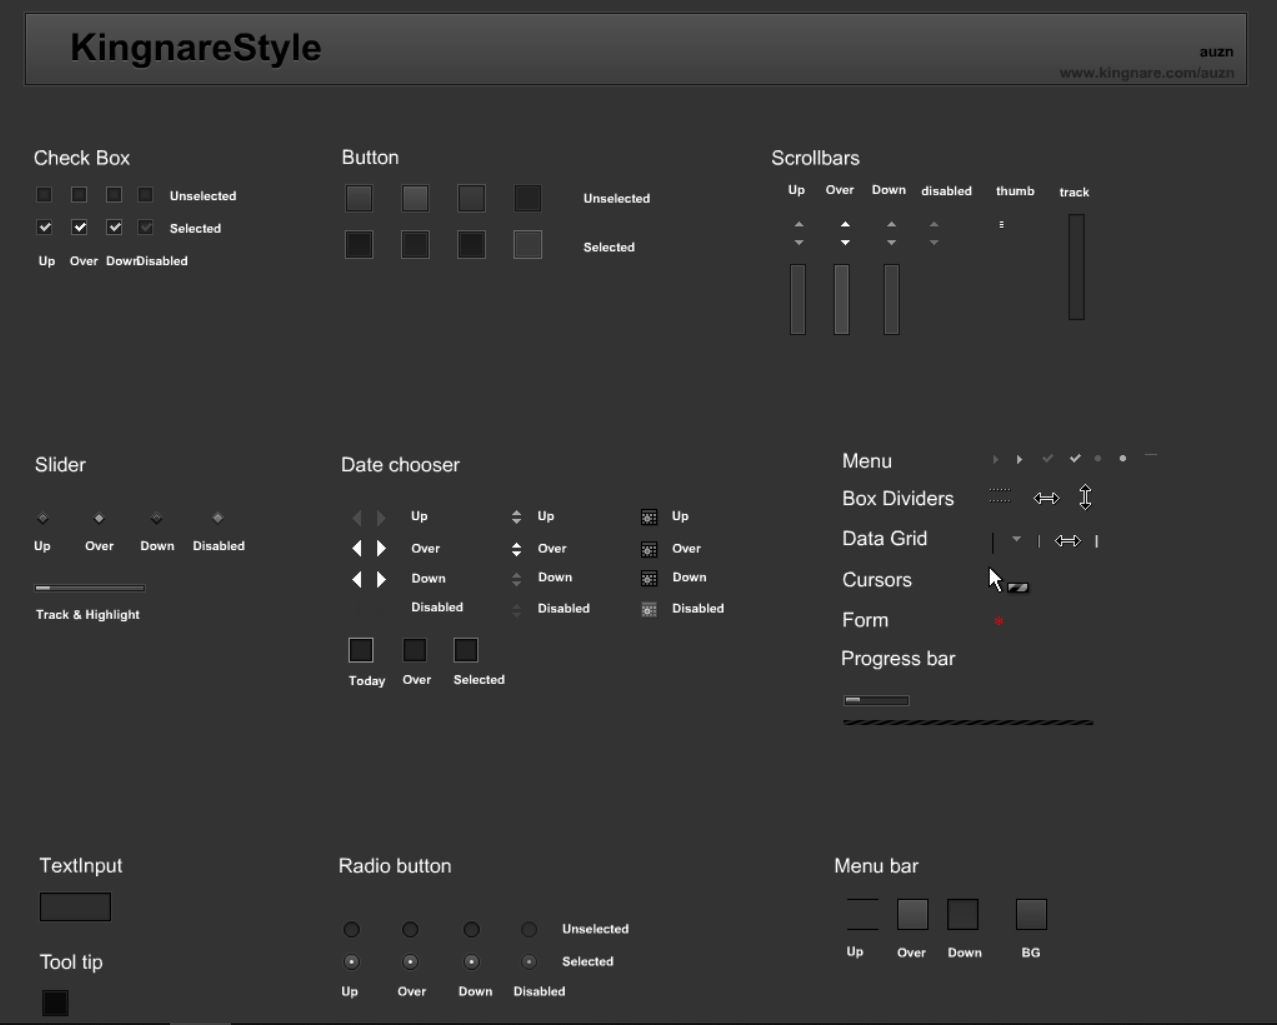 KingnareStyle
auzn
www.kingnare.com/auzn
Check Box
Unselected
Selected
Up Over Down Disabled
Button
Unselected
Selected
Scrollbars
Up Over Down disabled thumb track
Slider
Up Over Down Disabled
Track & Highlight
Date chooser
Up Up Up
Over Over Over
Down Down Down
Disabled Disabled Disabled
Today Over Selected
Menu
Box Dividers
Data Grid
Cursors
Form *
Progress bar
TextInput
Tool tip
Radio button
Unselected
Selected
Up Over Down Disabled
Menu bar
Up Over Down BG